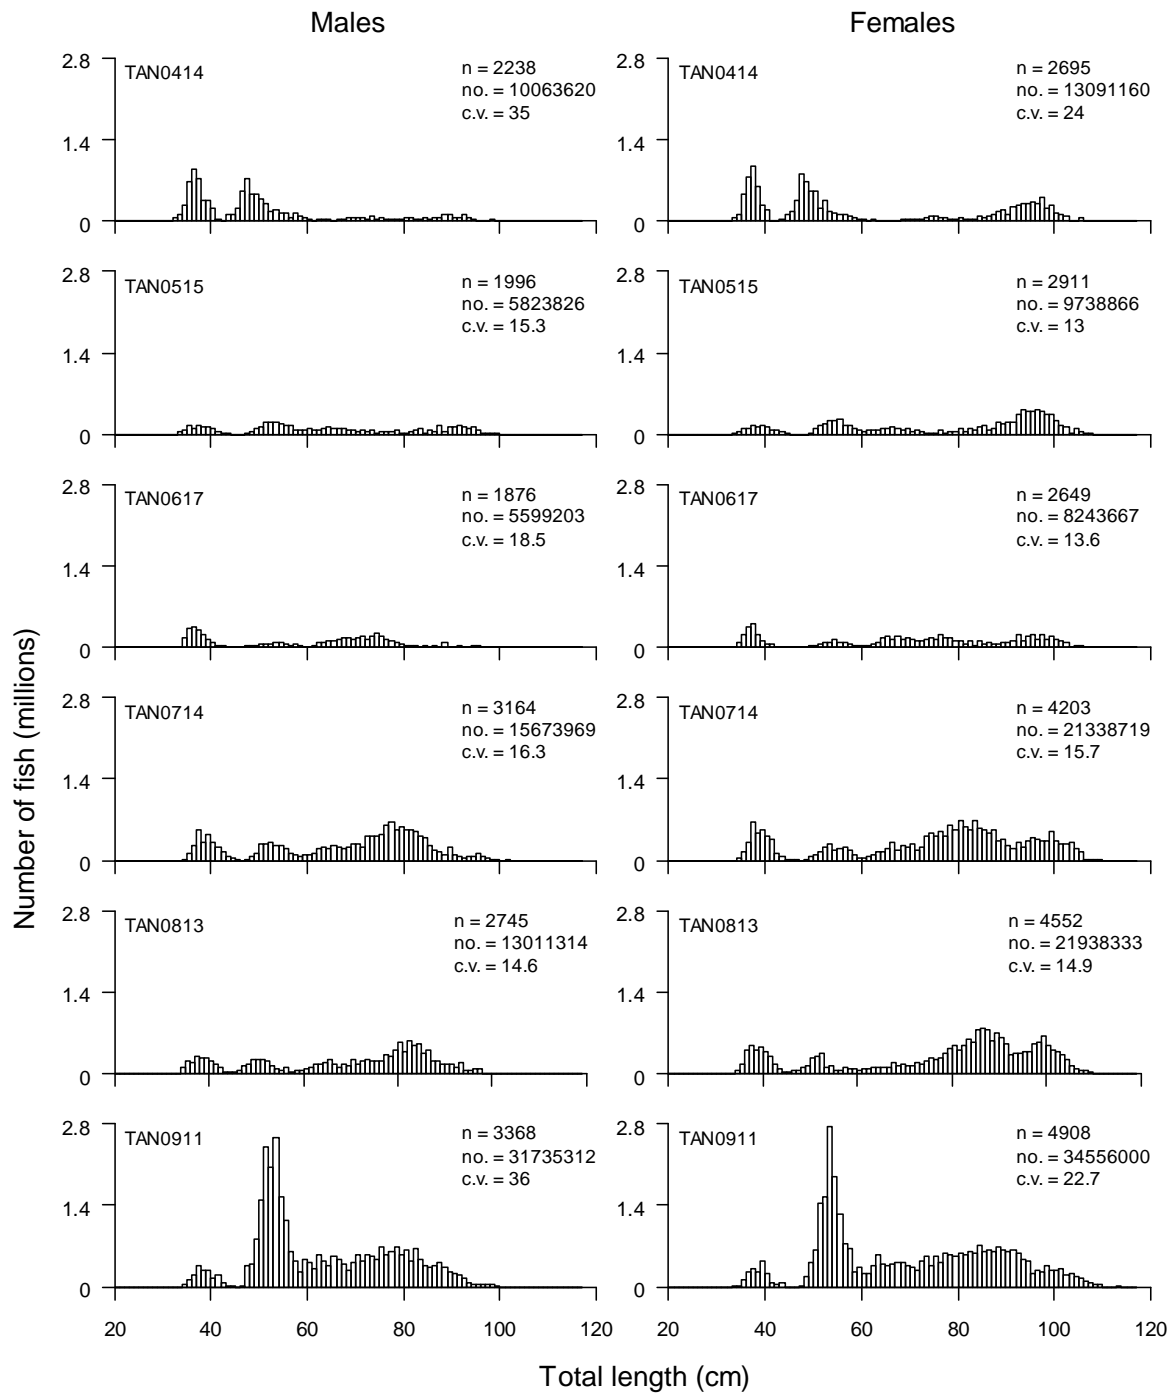 Males
Females
TAN0414
n = 2238
no. = 10063620
c.v. = 35
2.8
1.4
0
TAN0414
n = 2695
no. = 13091160
c.v. = 24
2.8
1.4
0
TAN0515
n = 1996
no. = 5823826
c.v. = 15.3
2.8
1.4
0
TAN0515
n = 2911
no. = 9738866
c.v. = 13
2.8
1.4
0
TAN0617
n = 1876
no. = 5599203
c.v. = 18.5
2.8
1.4
0
TAN0617
n = 2649
no. = 8243667
c.v. = 13.6
2.8
1.4
0
TAN0714
n = 3164
no. = 15673969
c.v. = 16.3
2.8
1.4
0
TAN0714
n = 4203
no. = 21338719
c.v. = 15.7
2.8
1.4
0
TAN0813
n = 2745
no. = 13011314
c.v. = 14.6
2.8
1.4
0
TAN0813
n = 4552
no. = 21938333
c.v. = 14.9
2.8
1.4
0
TAN0911
n = 3368
no. = 31735312
c.v. = 36
2.8
1.4
0
TAN0911
n = 4908
no. = 34556000
c.v. = 22.7
2.8
1.4
0
20 40 60 80 100 120
20 40 60 80 100 120
Number of fish (millions)
Total length (cm)